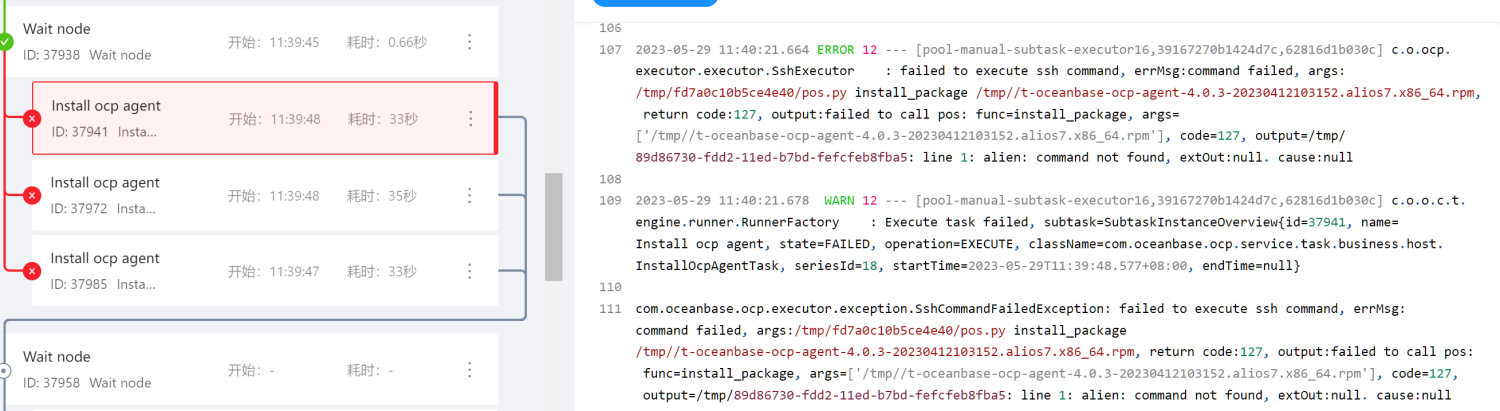 Wait node
ID: 37938 Wait node
开始: 11:39:45
耗时: 0.66秒
Install ocp agent
ID: 37941 Insta...
开始: 11:39:48
耗时: 33秒
Install ocp agent
ID: 37972 Insta...
开始: 11:39:48
耗时: 35秒
Install ocp agent
ID: 37985 Insta...
开始: 11:39:47
耗时: 33秒
Wait node
ID: 37958 Wait node
开始: -
耗时: -
106
107 2023-05-29 11:40:21.664 ERROR 12 --- [pool-manual-subtask-executor16,39167270b1424d7c,62816d1b030c] c.o.ocp.
executor.executor.SshExecutor : failed to execute ssh command, errMsg:command failed, args:
/tmp/fd7a0c10b5ce4e40/pos.py install_package /tmp//t-oceanbase-ocp-agent-4.0.3-20230412103152.alios7.x86_64.rpm,
return code:127, output:failed to call pos: func=install_package, args=
['/tmp//t-oceanbase-ocp-agent-4.0.3-20230412103152.alios7.x86_64.rpm'], code=127, output=/tmp/
89d86730-fdd2-11ed-b7bd-fefcfeb8fba5: line 1: alien: command not found, extOut:null. cause:null
108
109 2023-05-29 11:40:21.678 WARN 12 --- [pool-manual-subtask-executor16,39167270b1424d7c,62816d1b030c] c.o.o.c.t.
engine.runner.RunnerFactory : Execute task failed, subtask=SubtaskInstanceOverview{id=37941, name=
Install ocp agent, state=FAILED, operation=EXECUTE, className=com.oceanbase.ocp.service.task.business.host.
InstallOcpAgentTask, seriesId=18, startTime=2023-05-29T11:39:48.577+08:00, endTime=null}
110
111 com.oceanbase.ocp.executor.exception.SshCommandFailedException: failed to execute ssh command, errMsg:
command failed, args:/tmp/fd7a0c10b5ce4e40/pos.py install_package
/tmp//t-oceanbase-ocp-agent-4.0.3-20230412103152.alios7.x86_64.rpm, return code:127, output:failed to call pos:
func=install_package, args=['/tmp//t-oceanbase-ocp-agent-4.0.3-20230412103152.alios7.x86_64.rpm'], code=127,
output=/tmp/89d86730-fdd2-11ed-b7bd-fefcfeb8fba5: line 1: alien: command not found, extOut:null. cause:null